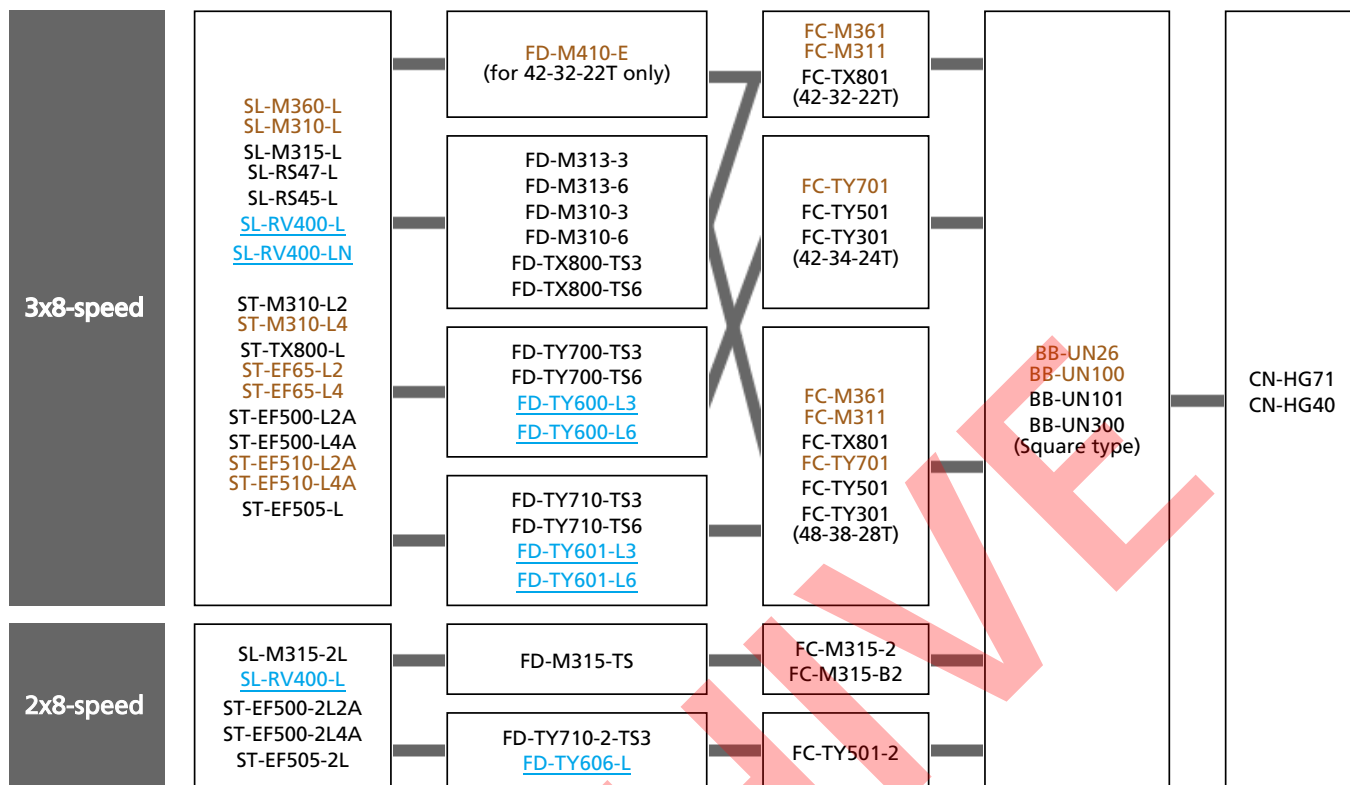 3x8-speed
SL-M360-L
SL-M310-L
SL-M315-L
SL-RS47-L
SL-RS45-L
SL-RV400-L
SL-RV400-LN
ST-M310-L2
ST-M310-L4
ST-TX800-L
ST-EF65-L2
ST-EF65-L4
ST-EF500-L2A
ST-EF500-L4A
ST-EF510-L2A
ST-EF510-L4A
ST-EF505-L
FD-M410-E
(for 42-32-22T only)
FD-M313-3
FD-M313-6
FD-M310-3
FD-M310-6
FD-TX800-TS3
FD-TX800-TS6
FD-TY700-TS3
FD-TY700-TS6
FD-TY600-L3
FD-TY600-L6
FD-TY710-TS3
FD-TY710-TS6
FD-TY601-L3
FD-TY601-L6
FC-M361
FC-M311
FC-TX801
(42-32-22T)
FC-TY701
FC-TY501
FC-TY301
(42-34-24T)
FC-M361
FC-M311
FC-TX801
FC-TY701
FC-TY501
FC-TY301
(48-38-28T)
BB-UN26
BB-UN100
BB-UN101
BB-UN300
(Square type)
CN-HG71
CN-HG40
2x8-speed
SL-M315-2L
SL-RV400-L
ST-EF500-2L2A
ST-EF500-2L4A
ST-EF505-2L
FD-M315-TS
FC-M315-2
FC-M315-B2
FD-TY710-2-TS3
FD-TY606-L
FC-TY501-2
HIVE